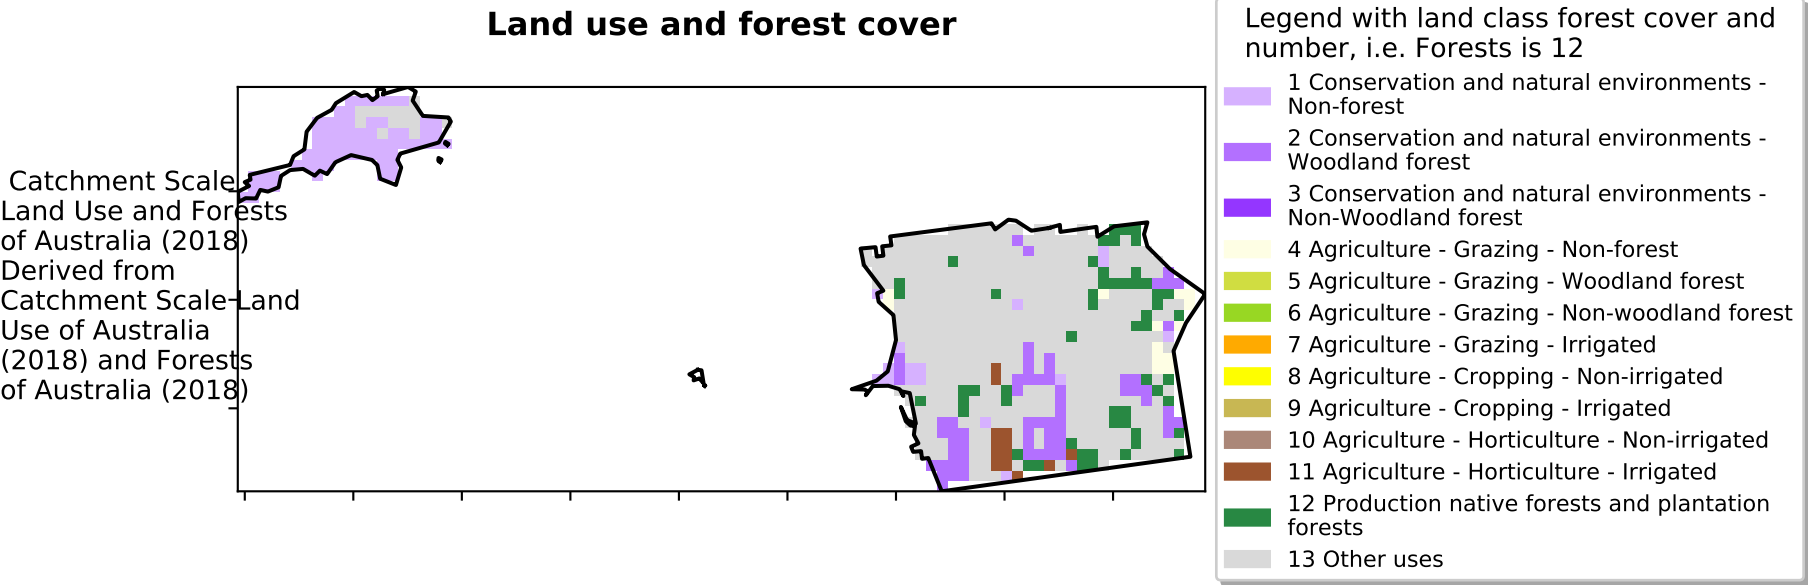 Land use and forest cover
Catchment Scale
Land Use and Forests
of Australia (2018)
Derived from
Catchment Scale Land
Use of Australia
(2018) and Forests
of Australia (2018)
Legend with land class forest cover and
number, i.e. Forests is 12
1 Conservation and natural environments -
Non-forest
2 Conservation and natural environments -
Woodland forest
3 Conservation and natural environments -
Non-Woodland forest
4 Agriculture - Grazing - Non-forest
5 Agriculture - Grazing - Woodland forest
6 Agriculture - Grazing - Non-woodland forest
7 Agriculture - Grazing - Irrigated
8 Agriculture - Cropping - Non-irrigated
9 Agriculture - Cropping - Irrigated
10 Agriculture - Horticulture - Non-irrigated
11 Agriculture - Horticulture - Irrigated
12 Production native forests and plantation
forests
13 Other uses